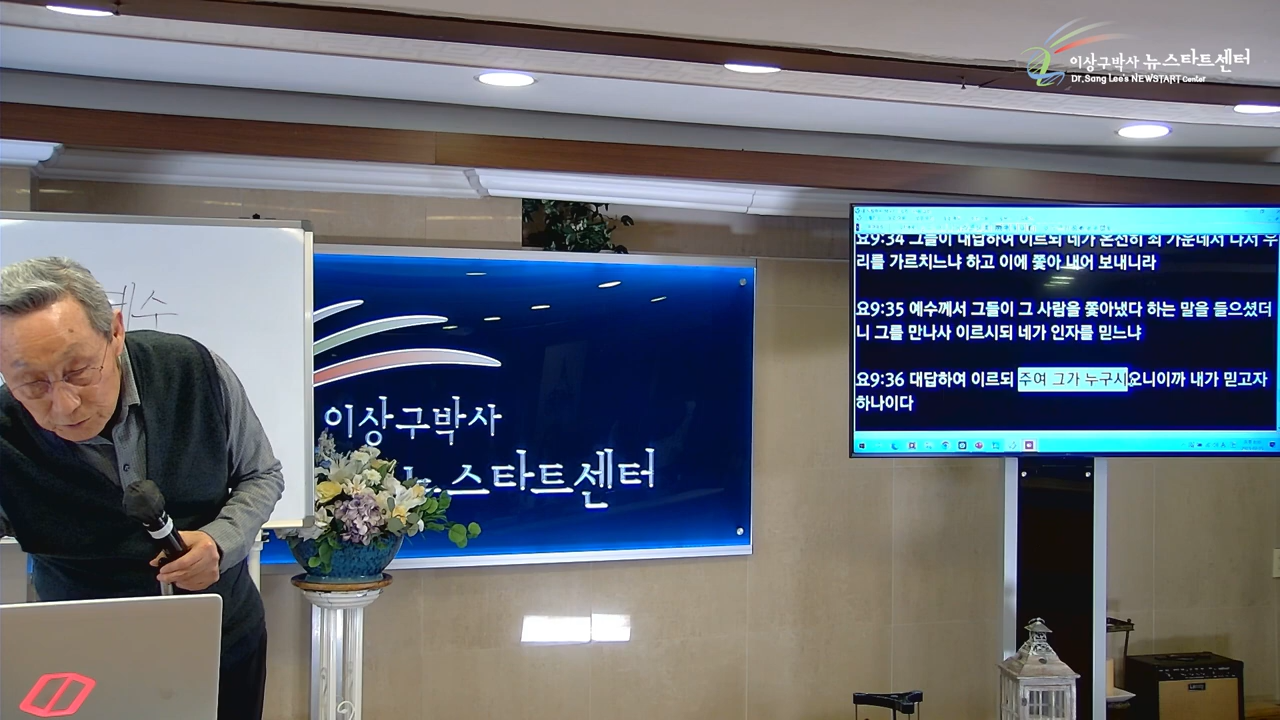 이상구박사 뉴스타트센터
Dr. Sang Lee's NEWSTART Center
예수
이상구박사
뉴스타트센터
요9:34 그들이 대답하여 이르되 네가 온전히 죄 가운데서 나서 우
리를 가르치느냐 하고 이에 쫓아 내어 보내니라
요9:35 예수께서 그들이 그 사람을 쫓아냈다 하는 말을 들으셨더
니 그를 만나사 이르시되 네가 인자를 믿느냐
요9:36 대답하여 이르되 주여 그가 누구시오니이까 내가 믿고자
하나이다